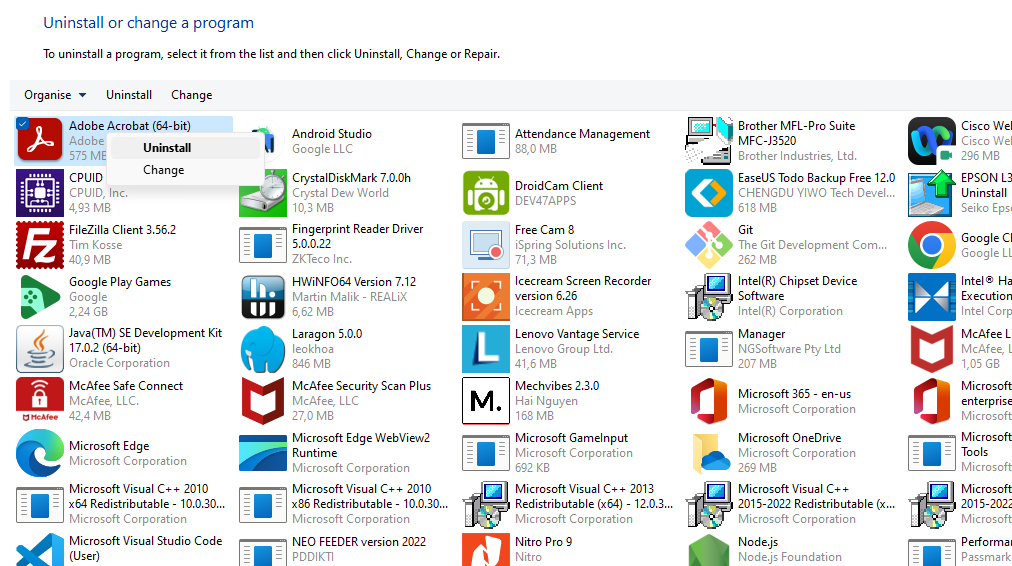 Uninstall or change a program
To uninstall a program, select it from the list and then click Uninstall, Change or Repair.
Organise Uninstall Change
Adobe Acrobat (64-bit)
Adobe
575 MB
Uninstall
Change
Android Studio
Google LLC
Attendance Management
88,0 MB
Brother MFL-Pro Suite
MFC-J3520
Brother Industries, Ltd.
Cisco
296 MB
CPUID
CPUID, Inc.
4,93 MB
CrystalDiskMark 7.0.0h
Crystal Dew World
10,3 MB
DroidCam Client
DEV47APPS
EaseUS Todo Backup Free 12.0
CHENGDU YIWO Tech Devel...
618 MB
EPSON
Uninstall
Seiko
FileZilla Client 3.56.2
Tim Kosse
40,9 MB
Fingerprint Reader Driver
5.0.0.22
ZKTeco Inc.
Free Cam 8
iSpring Solutions Inc.
71,3 MB
Git
The Git Development Com...
262 MB
Google
Google
Google Play Games
Google
2,24 GB
HWiNFO64 Version 7.12
Martin Malik - REALiX
6,62 MB
Icecream Screen Recorder
version 6.26
Icecream Apps
Intel(R) Chipset Device
Software
Intel(R) Corporation
Intel®
Execution
Intel
Java(TM) SE Development Kit
17.0.2 (64-bit)
Oracle Corporation
Laragon 5.0.0
leokhoa
846 MB
Lenovo Vantage Service
Lenovo Group Ltd.
41,6 MB
Manager
NGSoftware Pty Ltd
207 MB
McAfee
McAfee,
1,05 GB
McAfee
McAfee Safe Connect
McAfee, LLC.
42,4 MB
McAfee Security Scan Plus
McAfee, LLC
27,0 MB
M.
Mechvibes 2.3.0
Hai Nguyen
168 MB
Microsoft 365 - en-us
Microsoft Corporation
Microsoft
enterprise
Microsoft
Microsoft Edge
Microsoft Corporation
Microsoft Edge WebView2
Runtime
Microsoft Corporation
Microsoft GameInput
Microsoft Corporation
692 KB
Microsoft OneDrive
Microsoft Corporation
269 MB
Microsoft
Tools
Microsoft
Microsoft Visual C++ 2010
x64 Redistributable - 10.0.30...
Microsoft Corporation
Microsoft Visual C++ 2010
x86 Redistributable - 10.0.30...
Microsoft Corporation
Microsoft Visual C++ 2013
Redistributable (x64) - 12.0.3...
Microsoft Corporation
Microsoft Visual C++
2015-2022 Redistributable (x...
Microsoft Corporation
Microsoft
2015-2022
Microsoft
Microsoft Visual Studio Code
(User)
NEO FEEDER version 2022
PDDIKTI
Nitro Pro 9
Nitro
Node.js
Node.js Foundation
Passmark